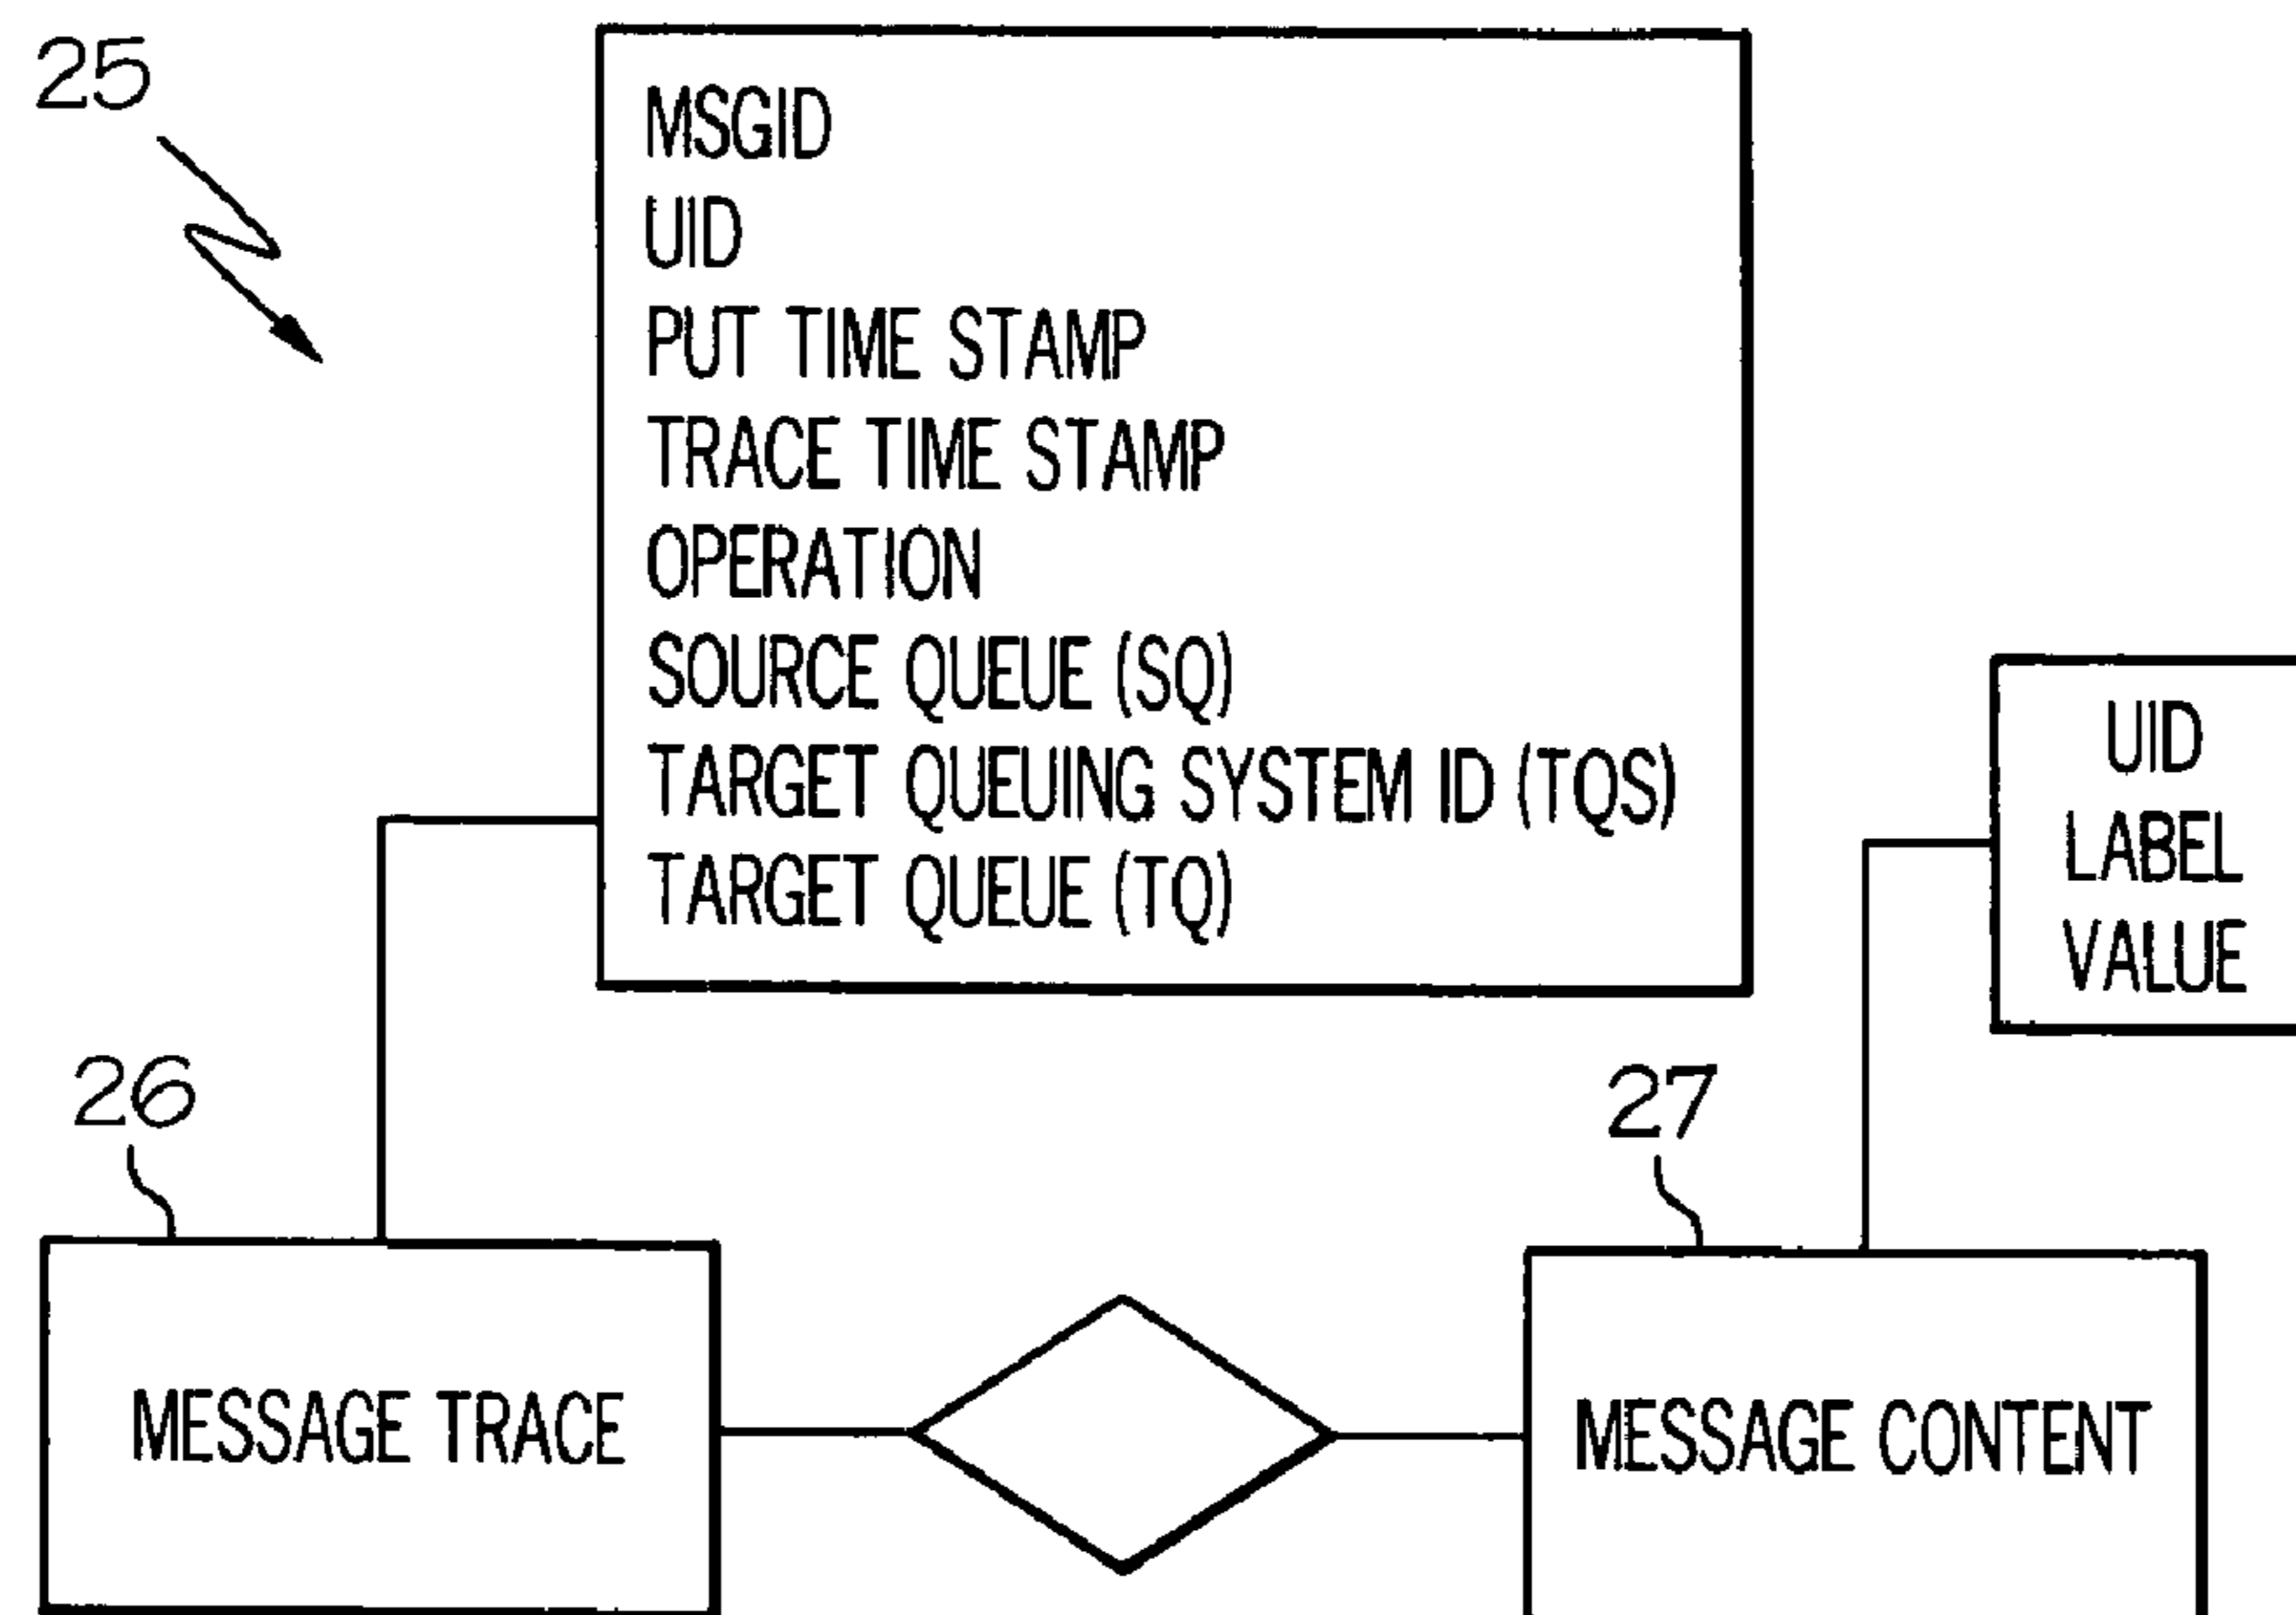 25
MSGID
UID
PUT TIME STAMP
TRACE TIME STAMP
OPERATION
SOURCE QUEUE (SQ)
TARGET QUEUING SYSTEM ID (TQS)
TARGET QUEUE (TQ)
UID
LABEL
VALUE
26
27
MESSAGE TRACE
MESSAGE CONTENT